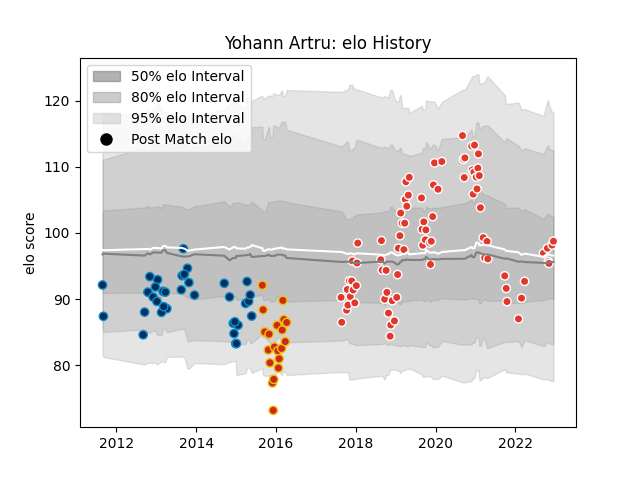 Yohann Artru: elo History
50% elo Interval
80% elo Interval
95% elo Interval
Post Match elo
elo score
120
110
100
90
80
2012 2014 2016 2018 2020 2022